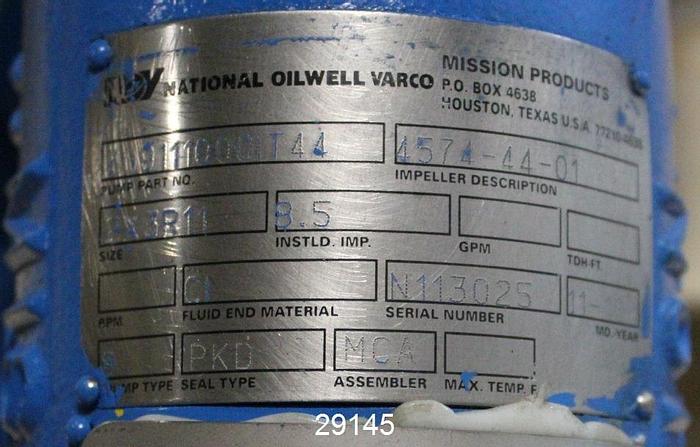 NOV NATIONAL OILWELL VARCO
MISSION PRODUCTS
P.O. BOX 4638
HOUSTON, TEXAS U.S.A.
4574-44-01
PUMP PART NO.
IMPELLER DESCRIPTION
8.5
SIZE
INSTLD. IMP.
GPM
TDH-FT.
CI
N113025
11-
RPM
FLUID END MATERIAL
SERIAL NUMBER
MO.-YEAR
PKD
MCA
PUMP TYPE
SEAL TYPE
ASSEMBLER
MAX. TEMP. F
29145